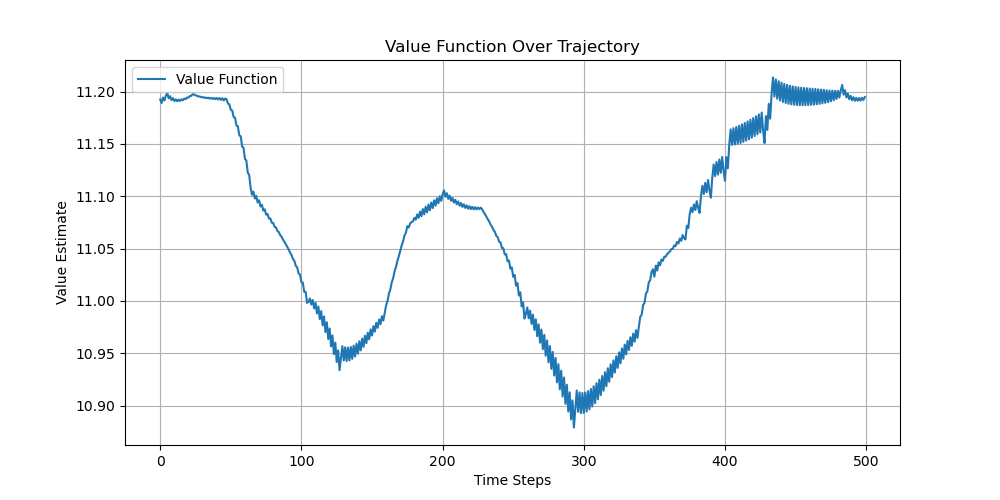 Value Function Over Trajectory
Value Function
11.20
11.15
11.10
11.05
11.00
10.95
10.90
Value Estimate
0 100 200 300 400 500
Time Steps